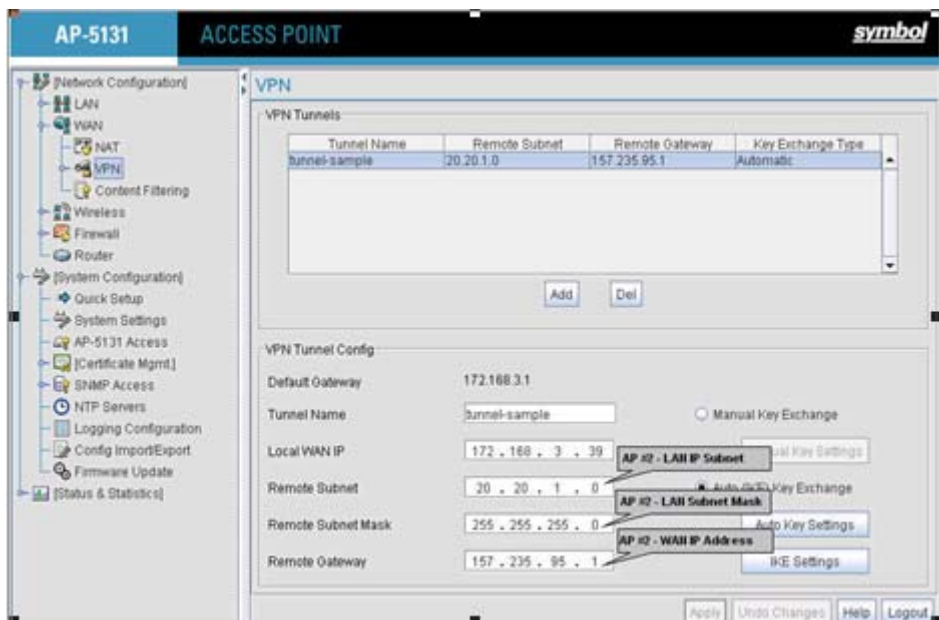 AP-5131 ACCESS POINT symbol
[Network Configuration]
LAN
WAN
NAT
VPN
Content Filtering
Wireless
Firewall
Router
[System Configuration]
Quick Setup
System Settings
AP-5131 Access
[Certificate Mgmt.]
SNMP Access
NTP Servers
Logging Configuration
Config Import/Export
Firmware Update
[Status & Statistics]
VPN
VPN Tunnels
Tunnel Name Remote Subnet Remote Gateway Key Exchange Type
tunnel-sample 20.20.1.0 157.235.95.1 Automatic
Add Del
VPN Tunnel Config
Default Gateway 172.168.3.1
Tunnel Name tunnel-sample Manual Key Exchange
Local WAN IP 172 . 168 . 3 . 39 Key Settings
AP #2 - LAN IP Subnet
Remote Subnet 20 . 20 . 1 . 0 Auto (IKE) Key Exchange
AP #2 - LAN Subnet Mask
Remote Subnet Mask 255 . 255 . 255 . 0 Auto Key Settings
AP #2 - WAN IP Address
Remote Gateway 157 . 235 . 95 . 1 IKE Settings
Apply Undo Changes Help Logout